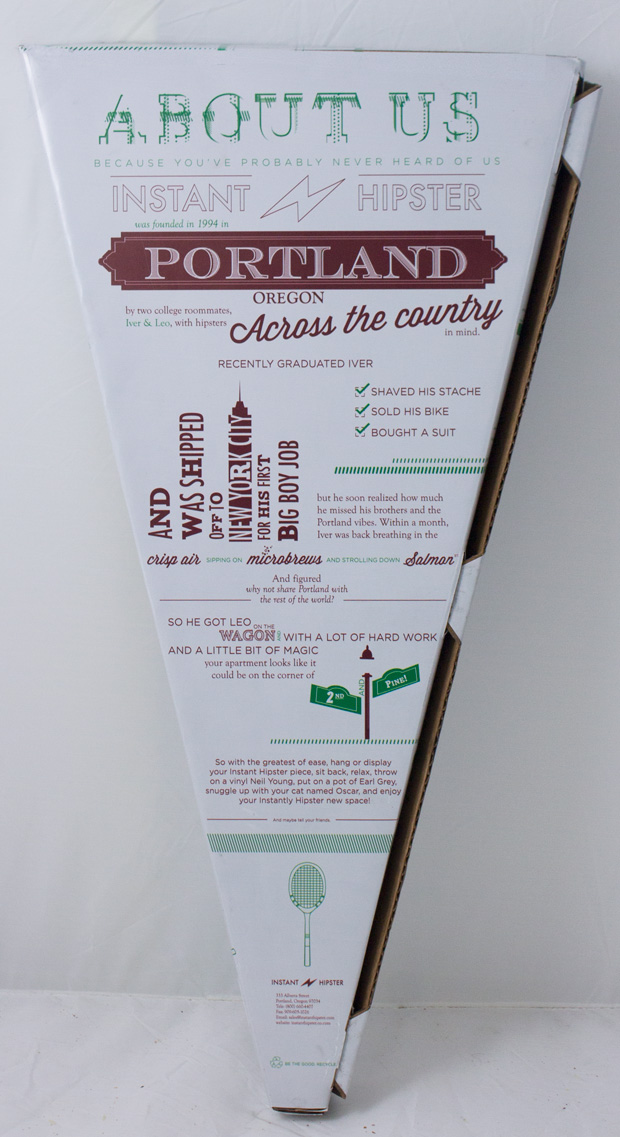 ABOUT US
BECAUSE YOU'VE PROBABLY NEVER HEARD OF US
INSTANT HIPSTER
was founded in 1994 in
PORTLAND
OREGON
by two college roommates,
Iver & Leo, with hipsters
Across the country
in mind.
RECENTLY GRADUATED IVER
SHAVED HIS STACHE
SOLD HIS BIKE
BOUGHT A SUIT
AND
WAS SHIPPED
OFF TO
NEW YORK CITY
FOR HIS FIRST
BIG BOY JOB
but he soon realized how much
he missed his brothers and the
Portland vibes. Within a month,
Iver was back breathing in the
crisp air SIPPING ON microbrews AND STROLLING DOWN Salmon
And figured
why not share Portland with
the rest of the world?
SO HE GOT LEO ON THE
WAGON AND WITH A LOT OF HARD WORK
AND A LITTLE BIT OF MAGIC
your apartment looks like it
could be on the corner of
2ND AND PINE!
So with the greatest of ease, hang or display
your Instant Hipster piece, sit back, relax, throw
on a vinyl Neil Young, put on a pot of Earl Grey,
snuggle up with your cat named Oscar, and enjoy
your Instantly Hipster new space!
And maybe tell your friends.
INSTANT HIPSTER
Portland, Oregon
BE THE GOOD. RECYCLE